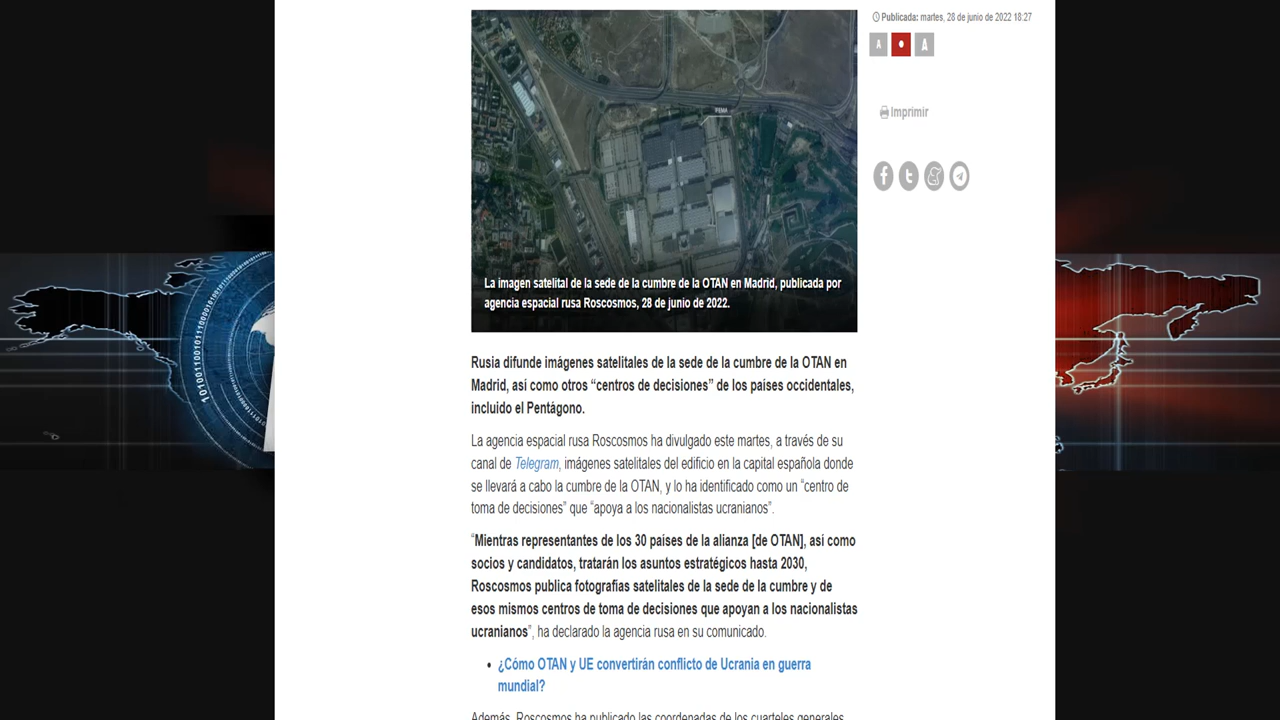 Publicada: martes, 28 de junio de 2022 18:27
A
A
Imprimir
IFEMA
La imagen satelital de la sede de la cumbre de la OTAN en Madrid, publicada por
agencia espacial rusa Roscosmos, 28 de junio de 2022.
Rusia difunde imágenes satelitales de la sede de la cumbre de la OTAN en
Madrid, así como otros “centros de decisiones” de los países occidentales,
incluido el Pentágono.
La agencia espacial rusa Roscosmos ha divulgado este martes, a través de su
canal de Telegram, imágenes satelitales del edificio en la capital española donde
se llevará a cabo la cumbre de la OTAN, y lo ha identificado como un “centro de
toma de decisiones” que “apoya a los nacionalistas ucranianos”.
“Mientras representantes de los 30 países de la alianza [de OTAN], así como
socios y candidatos, tratarán los asuntos estratégicos hasta 2030,
Roscosmos publica fotografías satelitales de la sede de la cumbre y de
esos mismos centros de toma de decisiones que apoyan a los nacionalistas
ucranianos”, ha declarado la agencia rusa en su comunicado.
• ¿Cómo OTAN y UE convertirán conflicto de Ucrania en guerra
mundial?
Además, Roscosmos ha publicado las coordenadas de los cuarteles generales